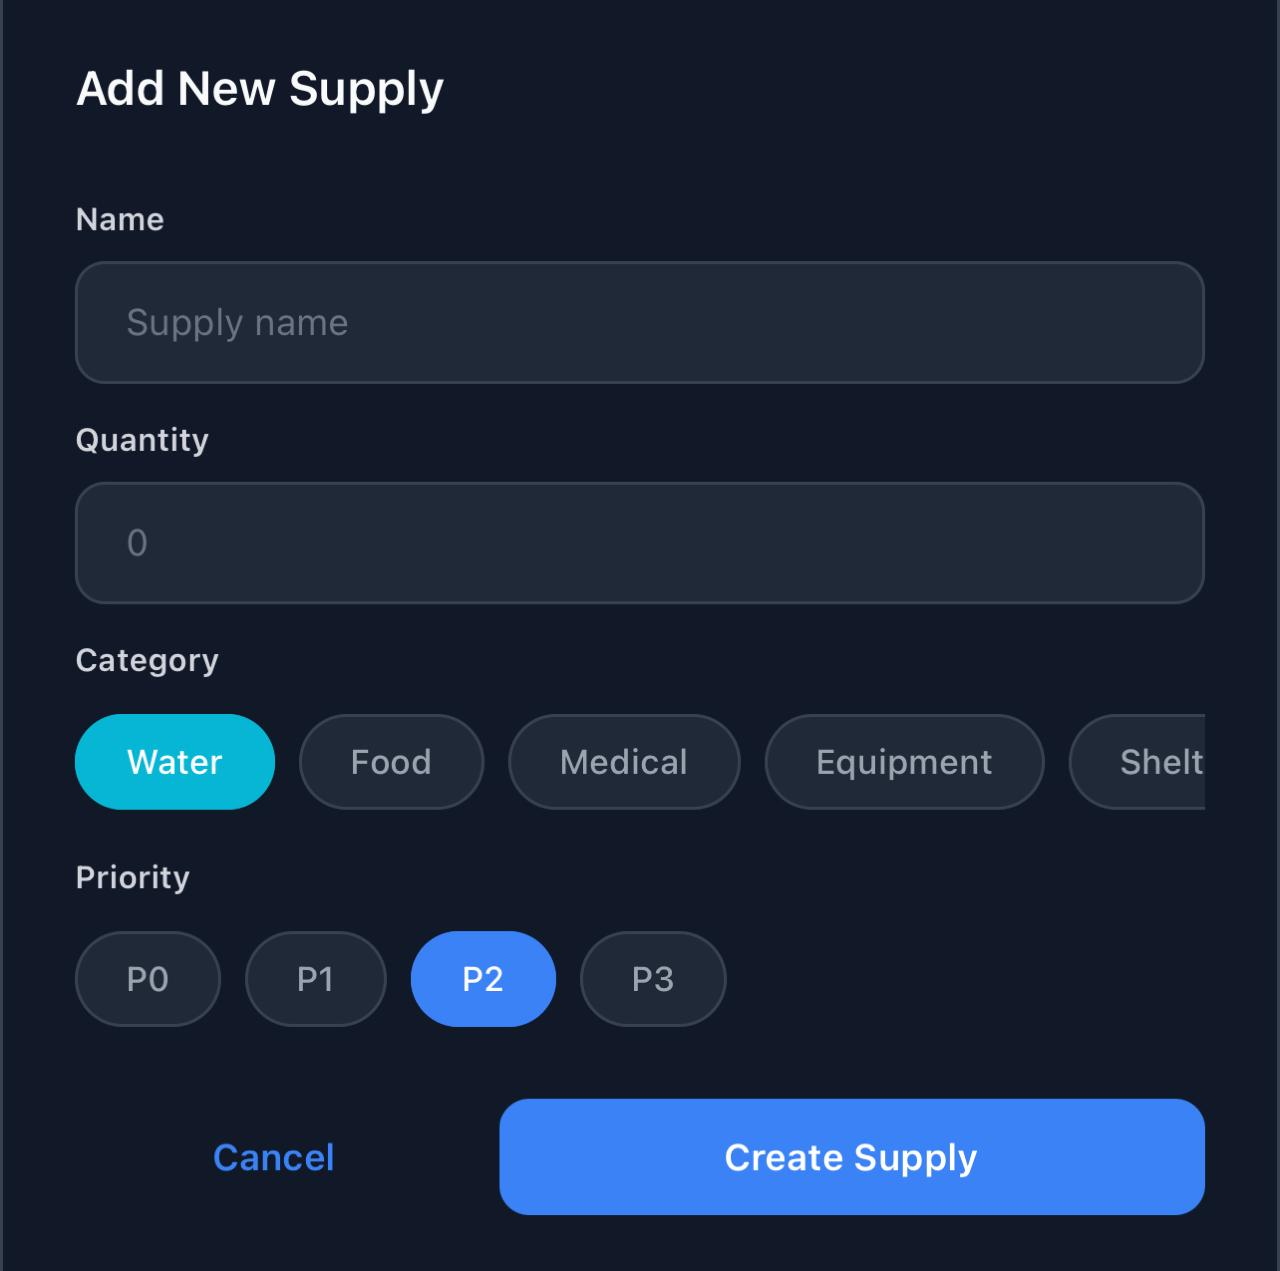 Add New Supply
Name
Supply name
Quantity
0
Category
Water Food Medical Equipment Shelt
Priority
P0 P1 P2 P3
Cancel Create Supply